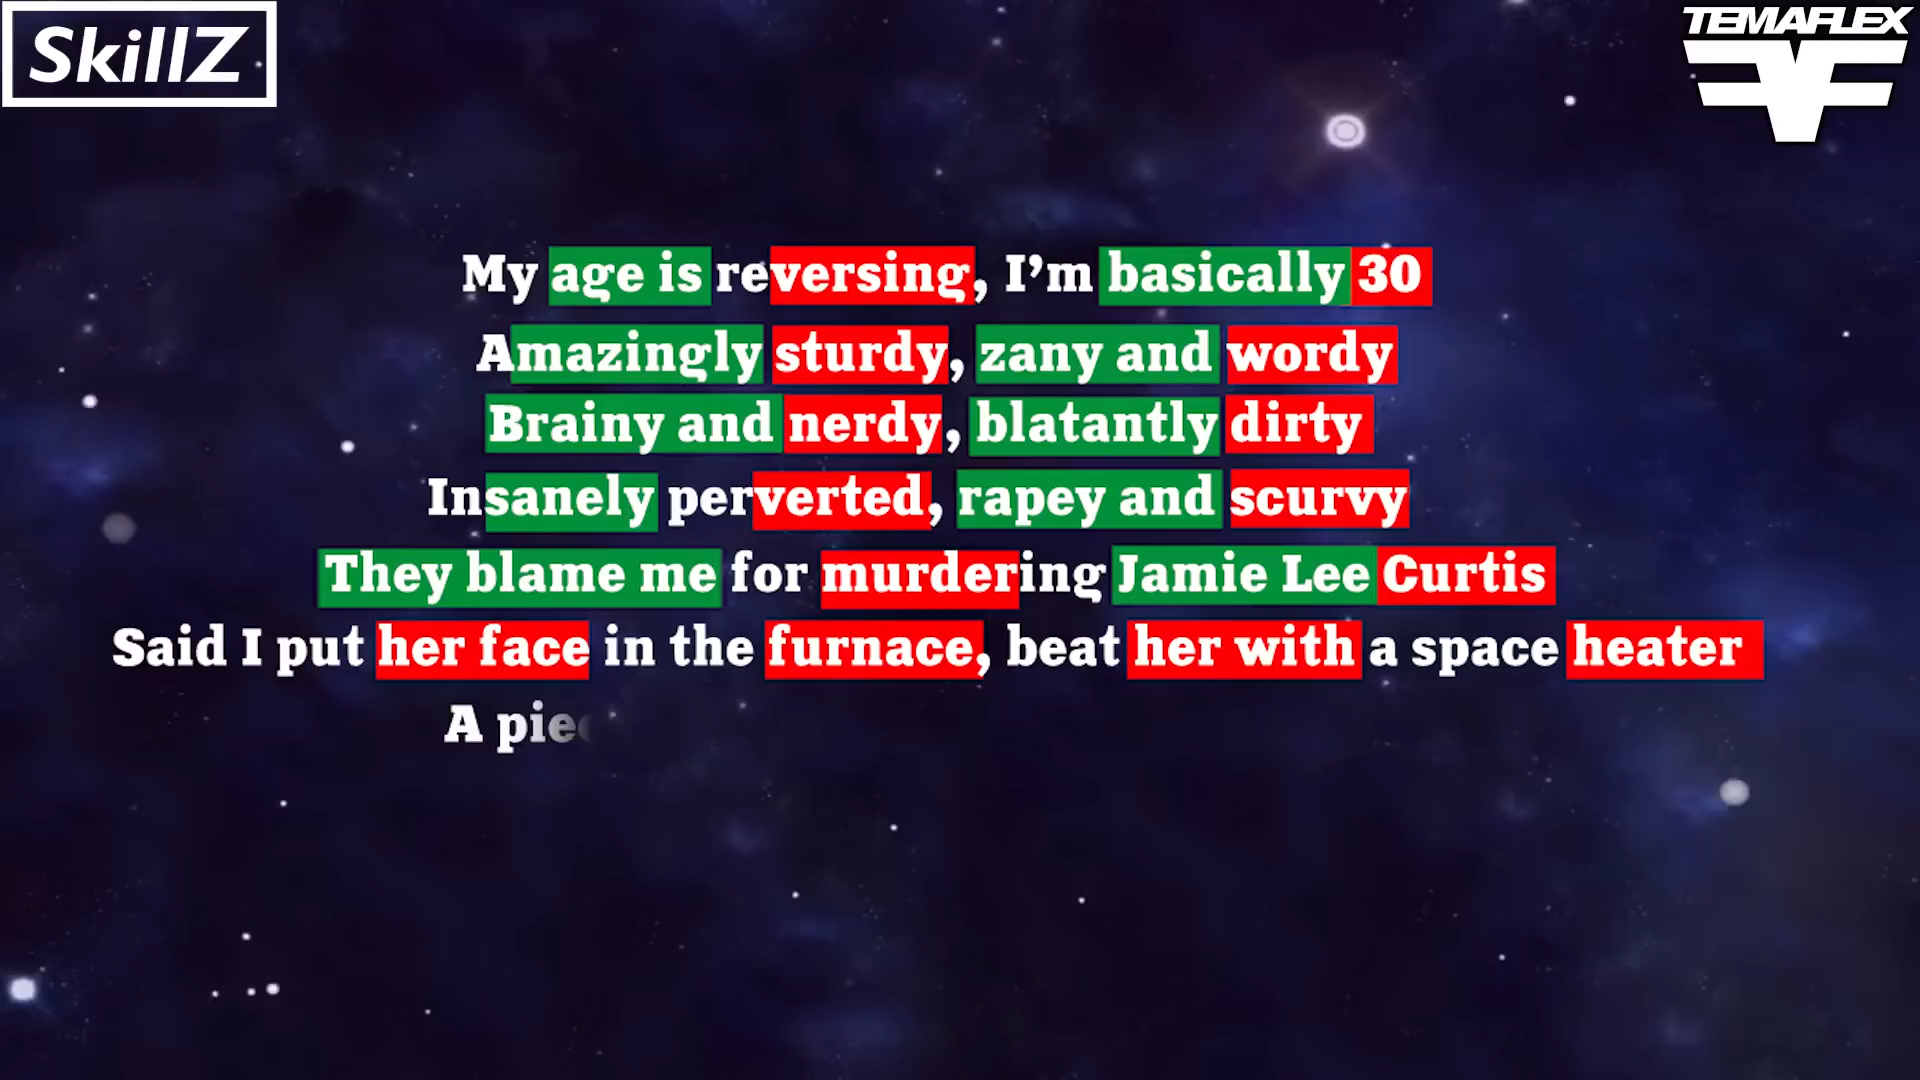 SkillZ
TEMAFLEX
My age is reversing, I'm basically 30
Amazingly sturdy, zany and wordy
Brainy and nerdy, blatantly dirty
Insanely perverted, rapey and scurvy
They blame me for murdering Jamie Lee Curtis
Said I put her face in the furnace, beat her with a space heater
A pie